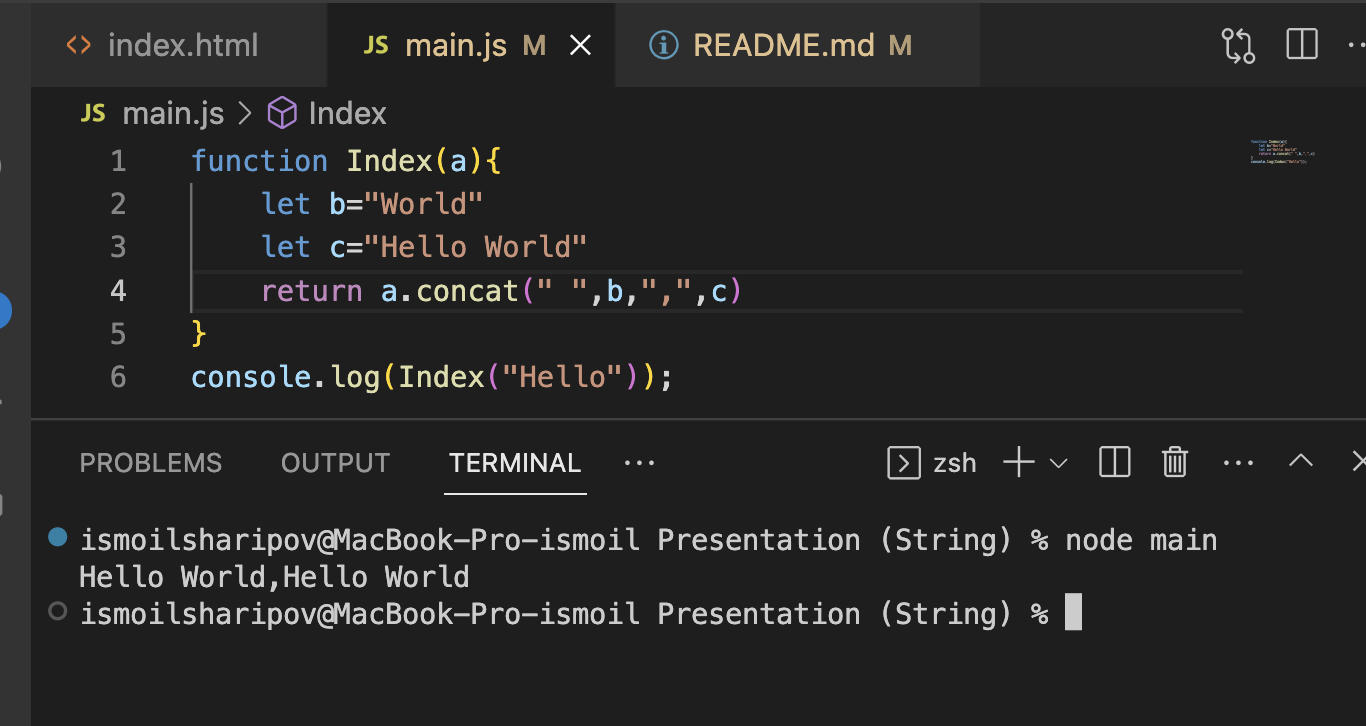 <> index.html JS main.js M README.md M
JS main.js > Index
1 function Index(a){
2 let b="World"
3 let c="Hello World"
4 return a.concat(" ",b,",",c)
5 }
6 console.log(Index("Hello"));
PROBLEMS OUTPUT TERMINAL ... zsh
ismoilsharipov@MacBook-Pro-ismoil Presentation (String) % node main
Hello World,Hello World
ismoilsharipov@MacBook-Pro-ismoil Presentation (String) %